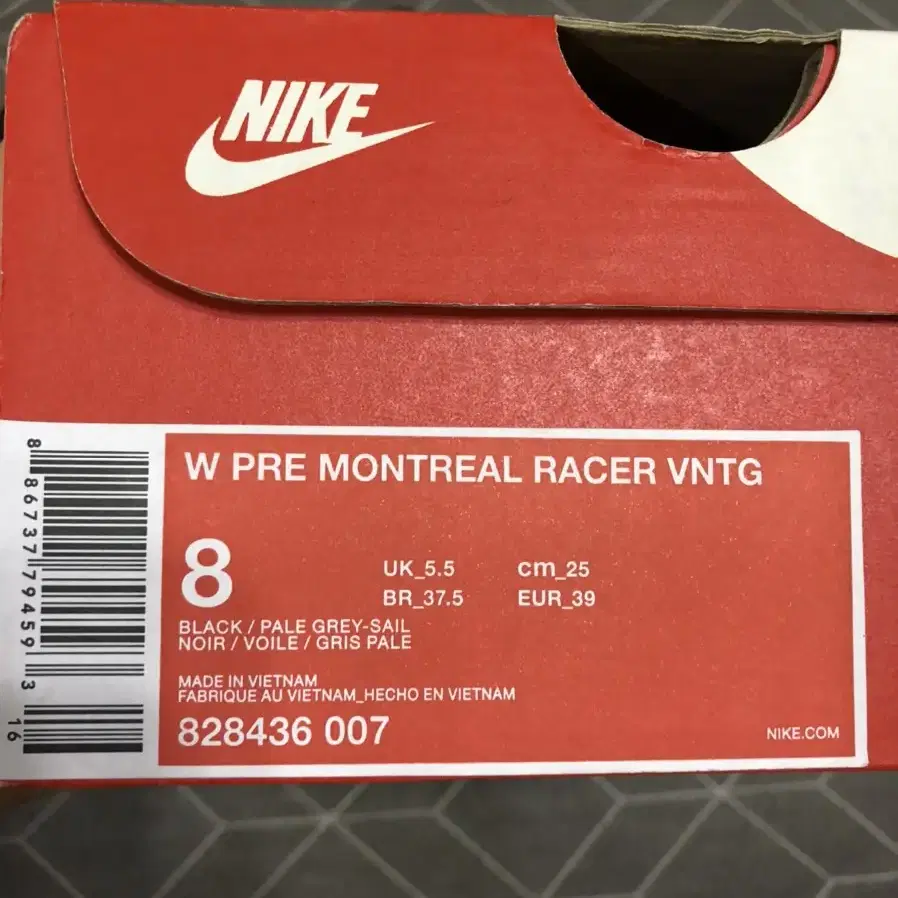 NIKE
W PRE MONTREAL RACER VNTG
8
UK_5.5 cm_25
BR_37.5 EUR_39
BLACK / PALE GREY-SAIL
NOIR / VOILE / GRIS PALE
MADE IN VIETNAM
FABRIQUE AU VIETNAM_HECHO EN VIETNAM
828436 007
NIKE.COM
8 86737 79459 3
16